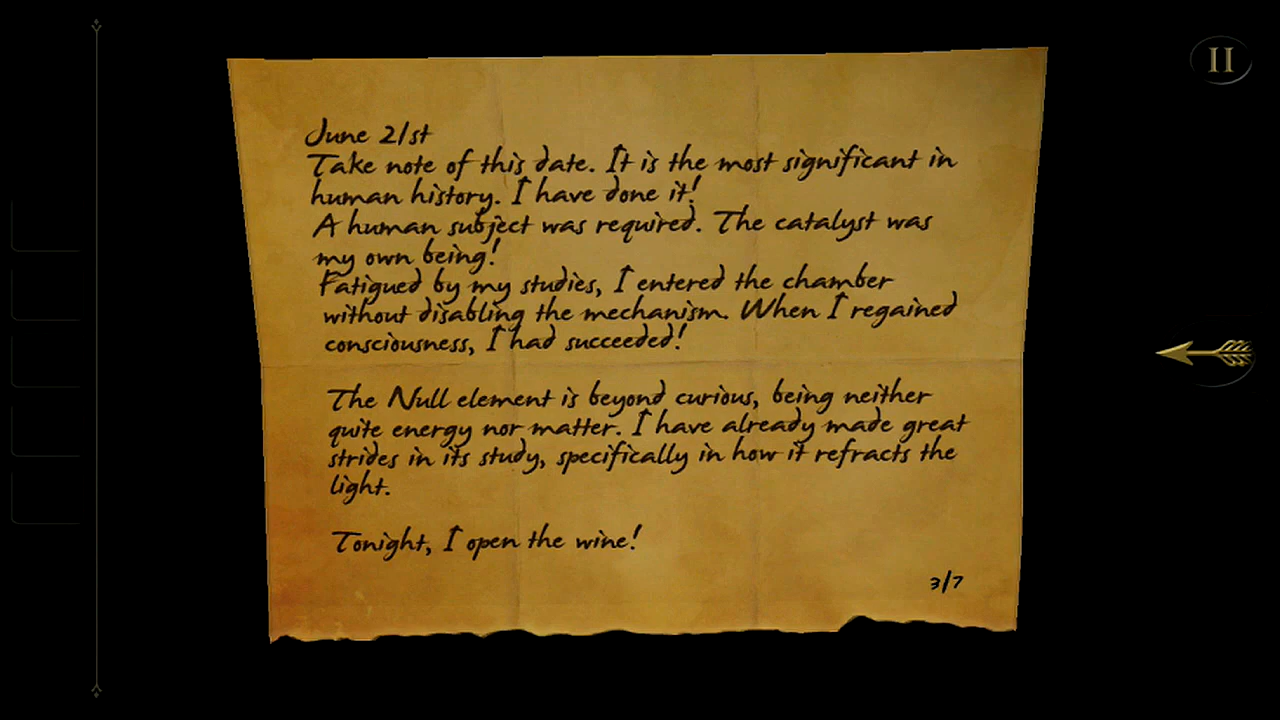 II
June 21st
Take note of this date. It is the most significant in
human history. I have done it!
A human subject was required. The catalyst was
my own being!
Fatigued by my studies, I entered the chamber
without disabling the mechanism. When I regained
consciousness, I had succeeded!
The Null element is beyond curious, being neither
quite energy nor matter. I have already made great
strides in its study, specifically in how it refracts the
light.
Tonight, I open the wine!
3/7